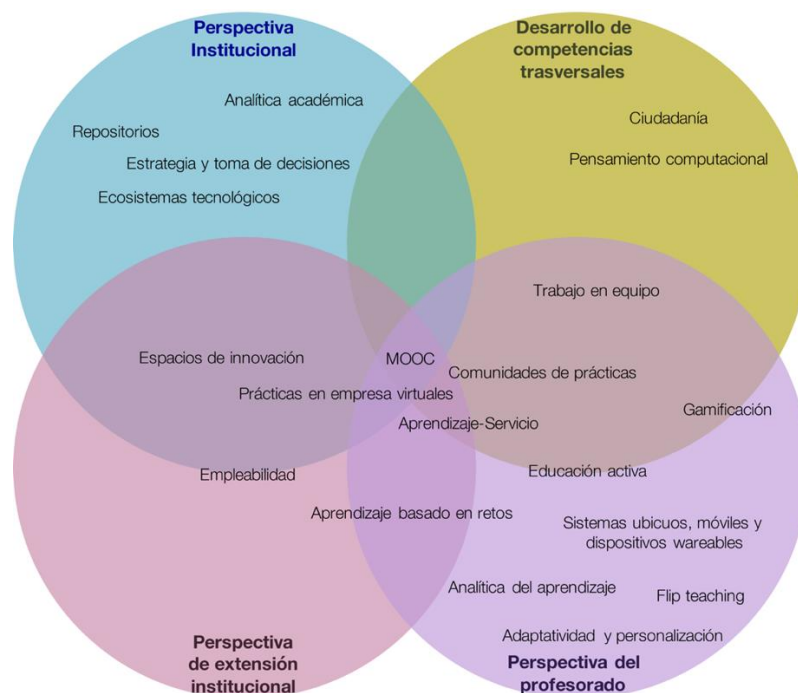 Perspectiva
Institucional
Desarrollo de
competencias
trasversales
Analítica académica
Ciudadanía
Repositorios
Estrategia y toma de decisiones
Pensamiento computacional
Ecosistemas tecnológicos
Trabajo en equipo
Espacios de innovación
MOOC
Comunidades de prácticas
Prácticas en empresa virtuales
Gamificación
Aprendizaje-Servicio
Empleabilidad
Educación activa
Aprendizaje basado en retos
Sistemas ubicuos, móviles y
dispositivos wareables
Analítica del aprendizaje
Flip teaching
Adaptatividad y personalización
Perspectiva
de extensión
institucional
Perspectiva del
profesorado